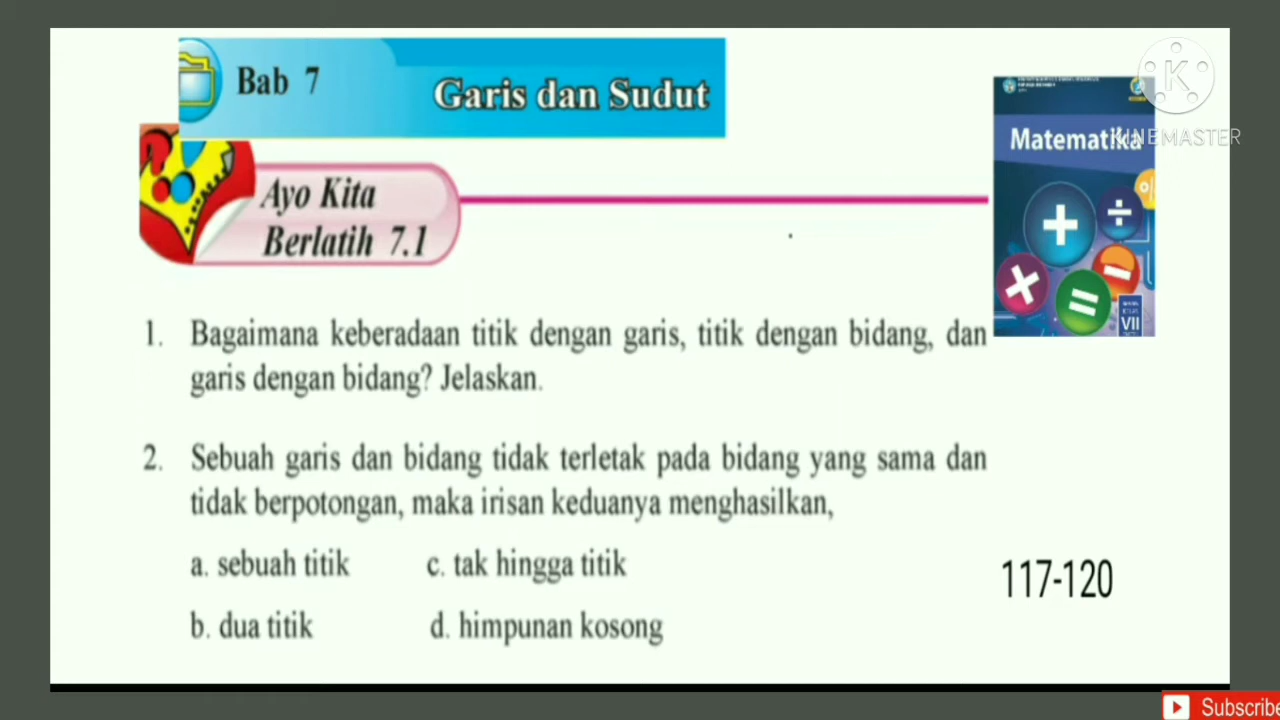 Bab 7
Garis dan Sudut
KINEMASTER
Matematika
Ayo Kita
Berlatih 7.1
VII
1. Bagaimana keberadaan titik dengan garis, titik dengan bidang, dan
garis dengan bidang? Jelaskan.
2. Sebuah garis dan bidang tidak terletak pada bidang yang sama dan
tidak berpotongan, maka irisan keduanya menghasilkan,
a. sebuah titik c. tak hingga titik
b. dua titik d. himpunan kosong
117-120
Subscribe